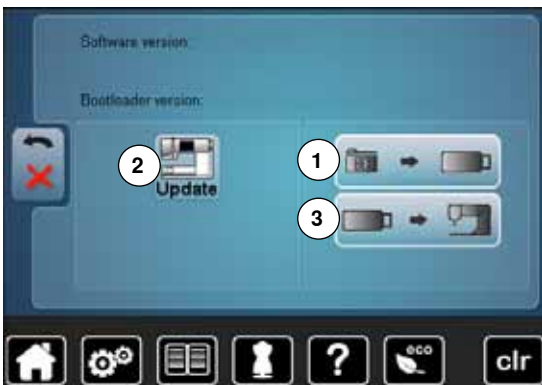 Software version:
Bootloader version:
2
1
Update
3
?
eco
clr